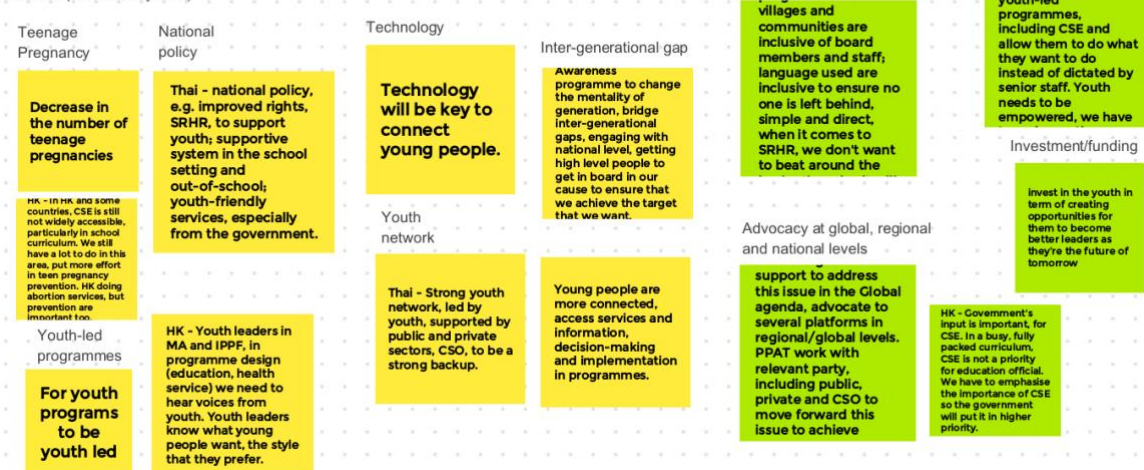 Teenage
Pregnancy
Decrease in
the number of
teenage
pregnancies
HK - In HK and some
countries, CSE is still
not widely accessible,
particularly in school
curriculum. We still
have a lot to do in this
area, put more effort
in teen pregnancy
prevention. HK doing
abortion services, but
prevention are
important too.
National
policy
Thai - national policy,
e.g. improved rights,
SRHR, to support
youth; supportive
system in the school
setting and
out-of-school;
youth-friendly
services, especially
from the government.
Youth-led
programmes
For youth
programs
to be
youth led
HK - Youth leaders in
MA and IPPF, in
programme design
(education, health
service) we need to
hear voices from
youth. Youth leaders
know what young
people want, the style
that they prefer.
Technology
Technology
will be key to
connect
young people.
Inter-generational gap
Awareness
programme to change
the mentality of
generation, bridge
inter-generational
gaps, engaging with
national level, getting
high level people to
get in board in our
cause to ensure that
we achieve the target
that we want.
Youth
network
Thai - Strong youth
network, led by
youth, supported by
public and private
sectors, CSO, to be a
strong backup.
Young people are
more connected,
access services and
information,
decision-making
and implementation
in programmes.
villages and
communities are
inclusive of board
members and staff;
language used are
inclusive to ensure no
one is left behind,
simple and direct,
when it comes to
SRHR, we don't want
to beat around the
youth-led
programmes,
including CSE and
allow them to do what
they want to do
instead of dictated by
senior staff. Youth
needs to be
empowered, we have
Investment/funding
invest in the youth in
term of creating
opportunities for
them to become
better leaders as
they're the future of
tomorrow
Advocacy at global, regional
and national levels
support to address
this issue in the Global
agenda, advocate to
several platforms in
regional/global levels.
PPAT work with
relevant party,
including public,
private and CSO to
move forward this
issue to achieve
HK - Government's
input is important, for
CSE. In a busy, fully
packed curriculum,
CSE is not a priority
for education official.
We have to emphasise
the importance of CSE
so the government
will put it in higher
priority.